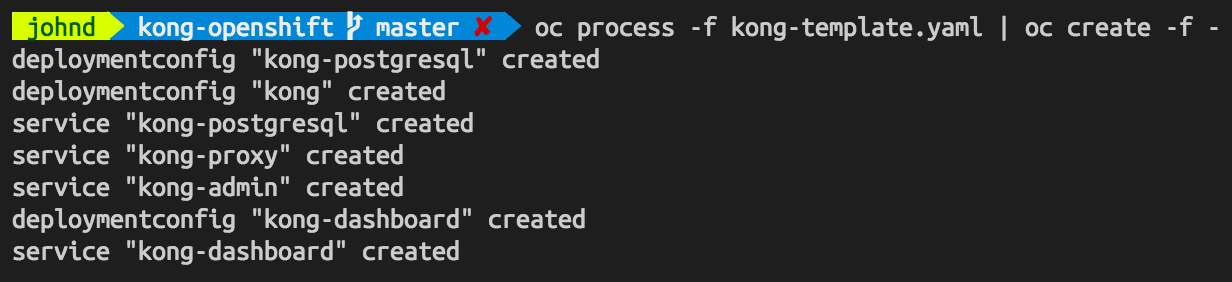 johnd kong-openshift master ✘ oc process -f kong-template.yaml | oc create -f -
deploymentconfig "kong-postgresql" created
deploymentconfig "kong" created
service "kong-postgresql" created
service "kong-proxy" created
service "kong-admin" created
deploymentconfig "kong-dashboard" created
service "kong-dashboard" created